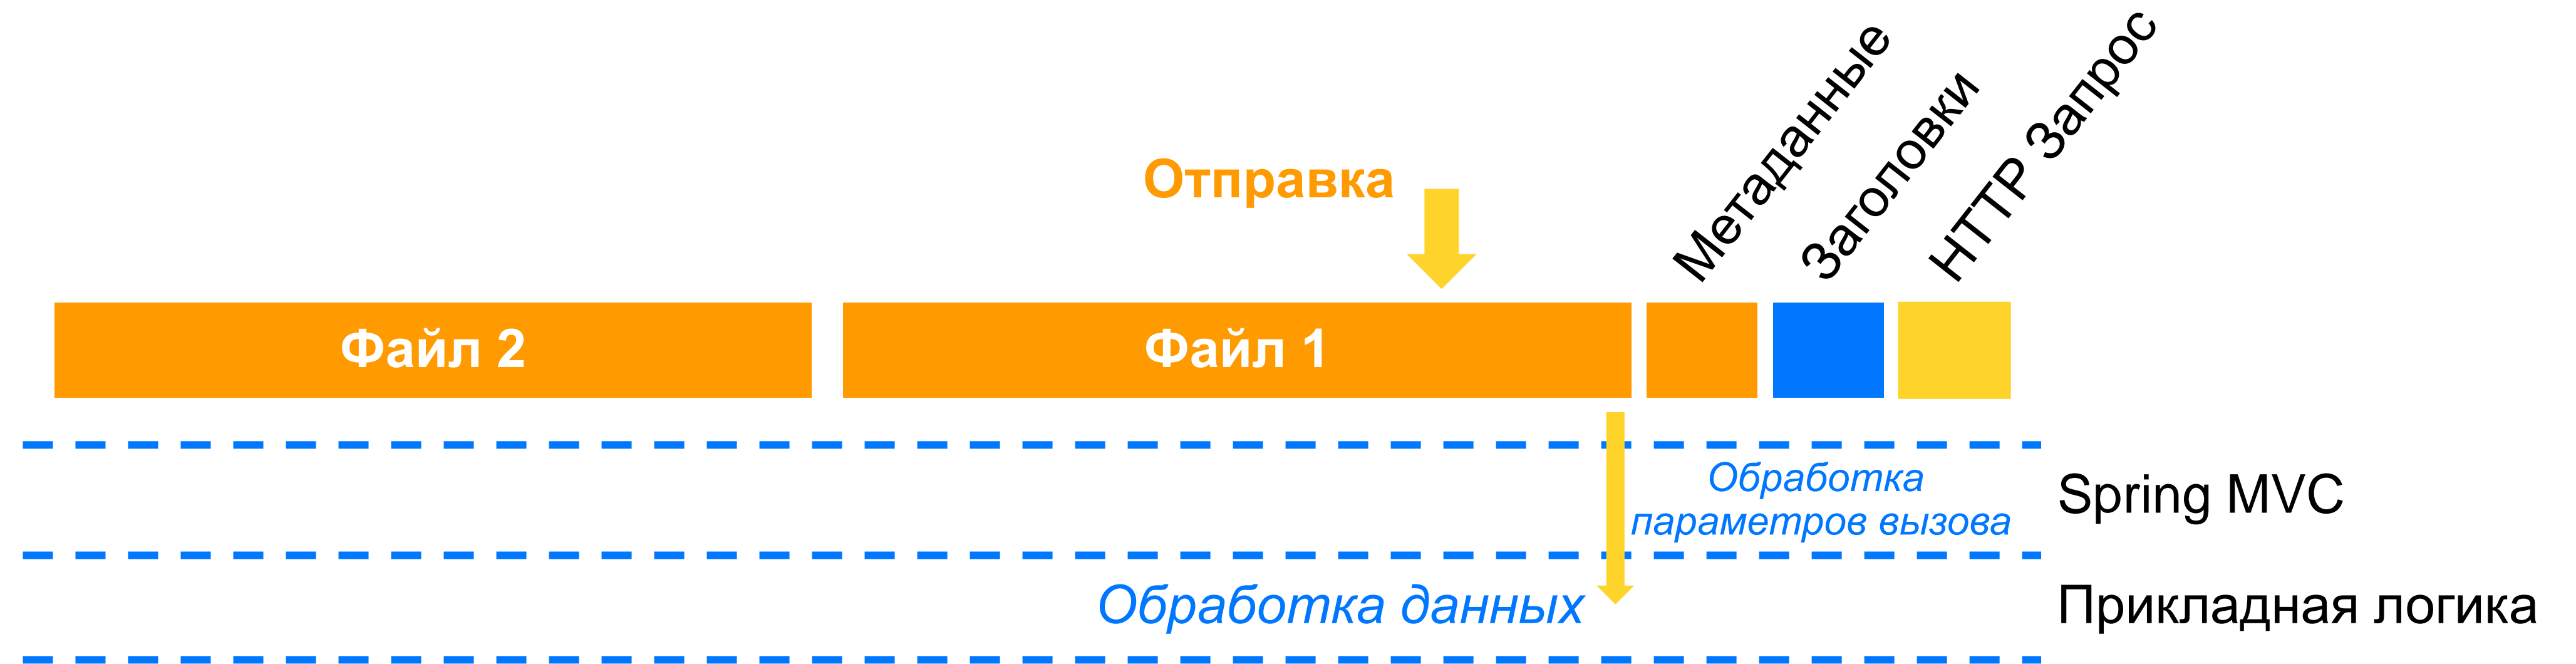 Метаданные
Заголовки
HTTP Запрос
Отправка
Файл 2
Файл 1
Обработка
параметров вызова
Spring MVC
Обработка данных
Прикладная логика